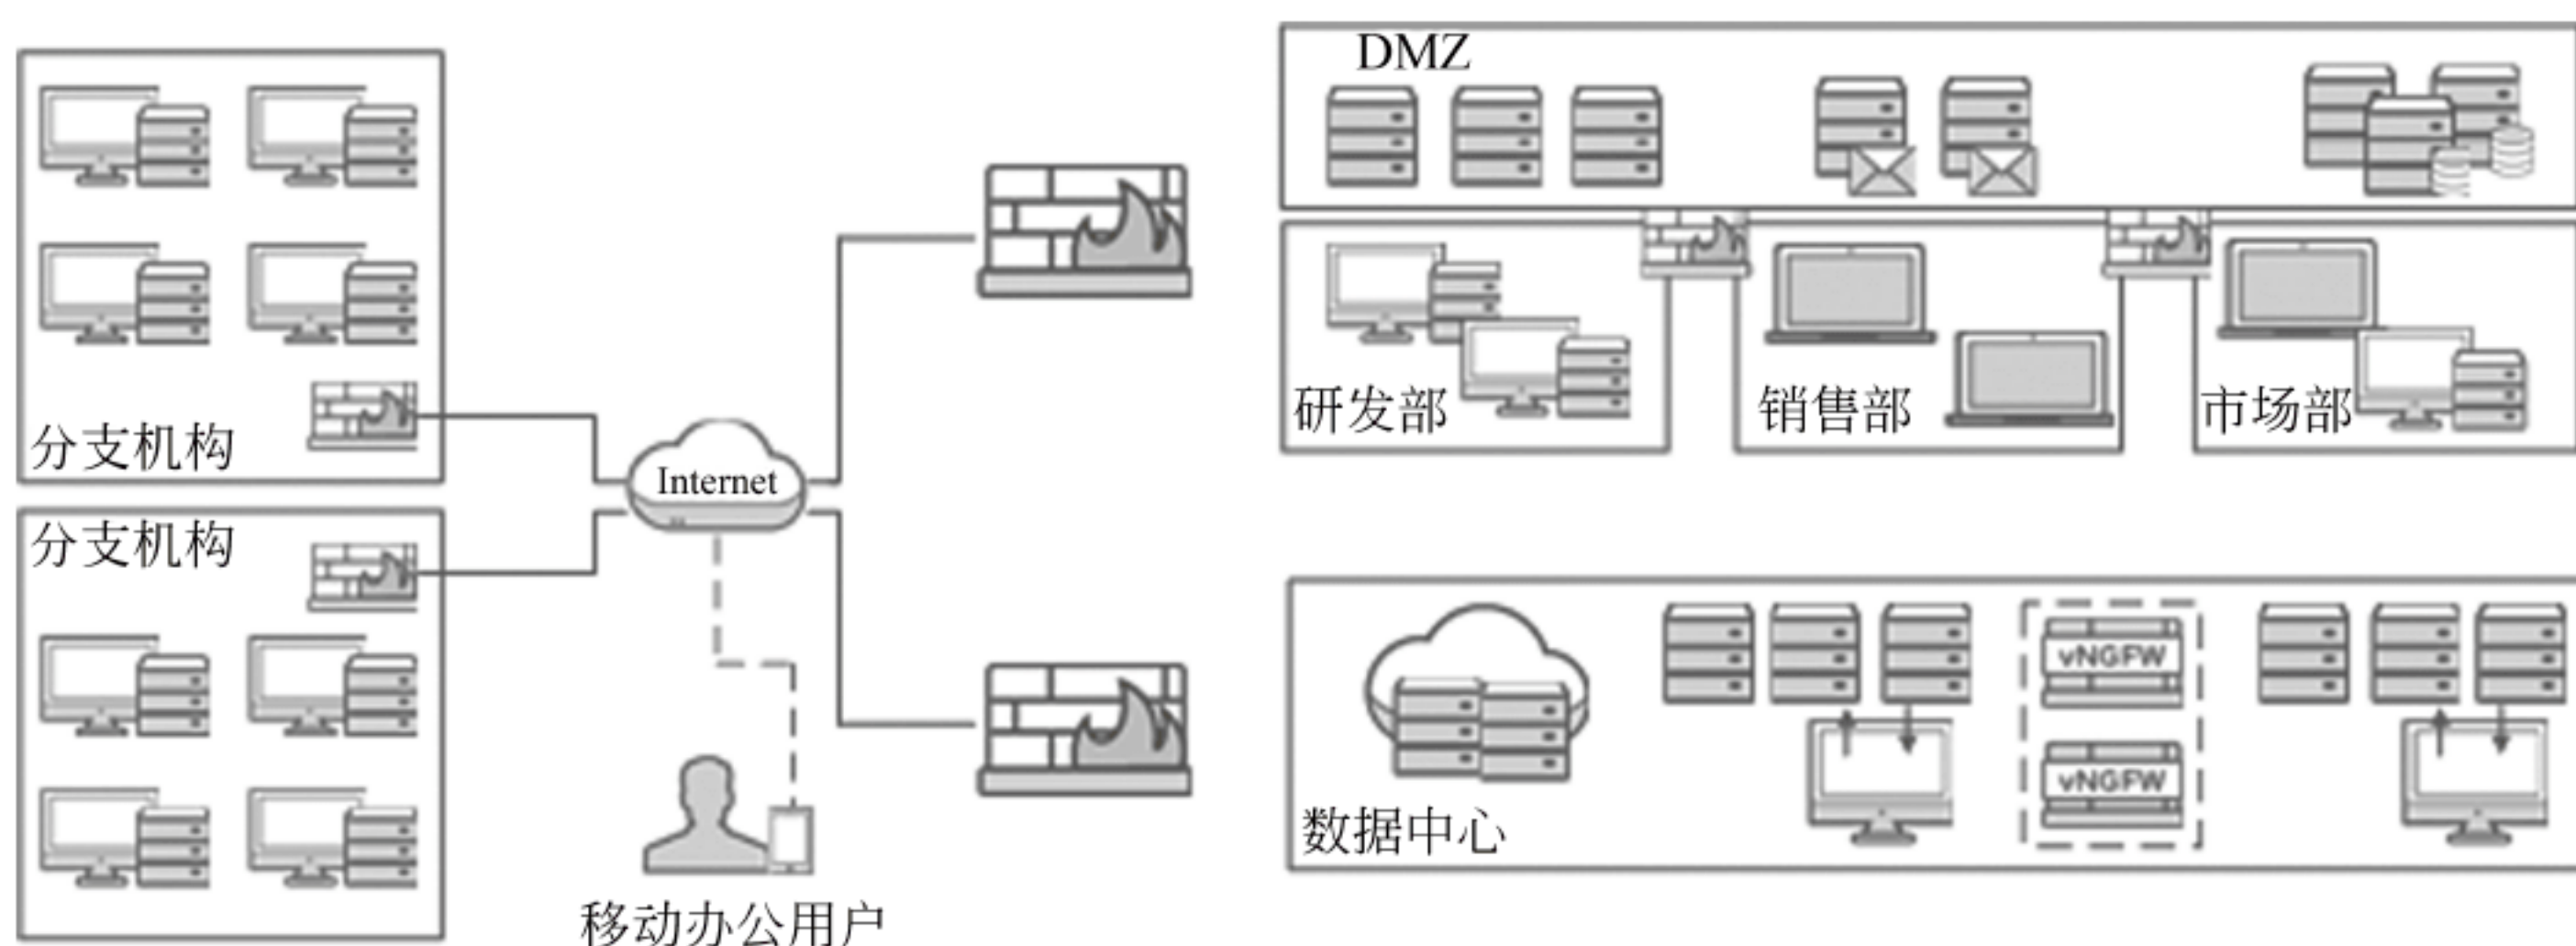 DMZ
分支机构
研发部
销售部
市场部
Internet
分支机构
vNGFW
vNGFW
数据中心
移动办公用户